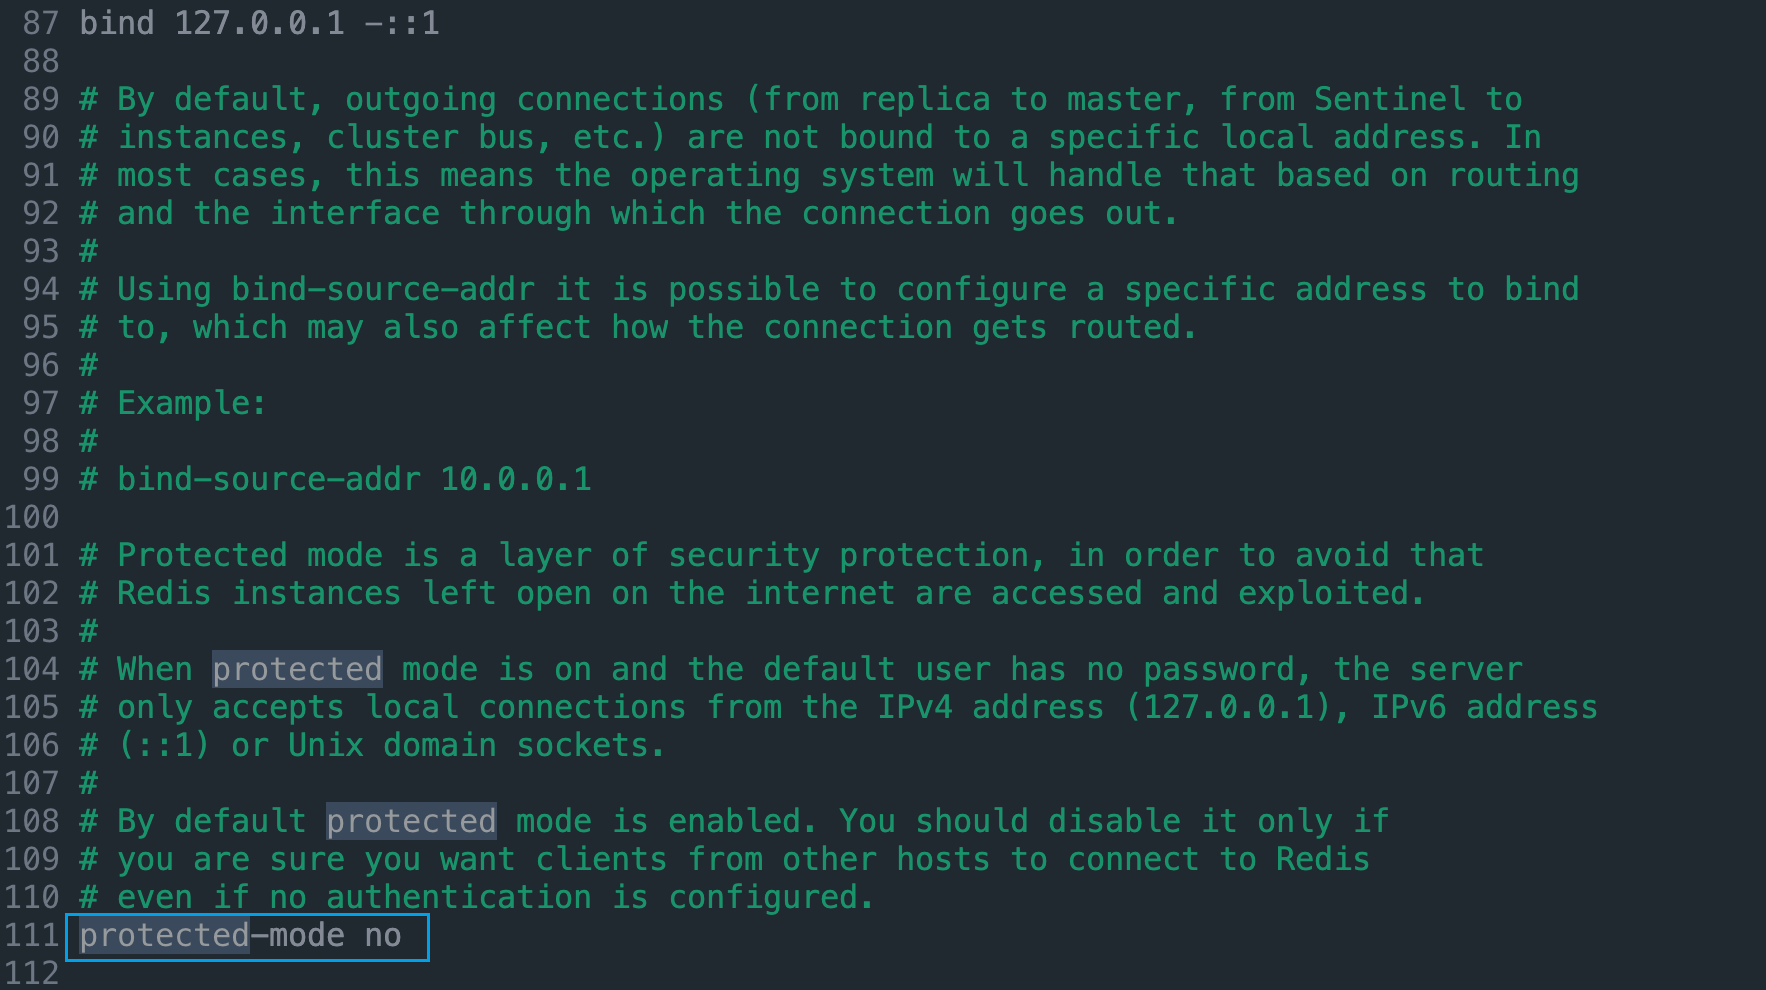 87 bind 127.0.0.1 -::1
88
89 # By default, outgoing connections (from replica to master, from Sentinel to
90 # instances, cluster bus, etc.) are not bound to a specific local address. In
91 # most cases, this means the operating system will handle that based on routing
92 # and the interface through which the connection goes out.
93 #
94 # Using bind-source-addr it is possible to configure a specific address to bind
95 # to, which may also affect how the connection gets routed.
96 #
97 # Example:
98 #
99 # bind-source-addr 10.0.0.1
100
101 # Protected mode is a layer of security protection, in order to avoid that
102 # Redis instances left open on the internet are accessed and exploited.
103 #
104 # When protected mode is on and the default user has no password, the server
105 # only accepts local connections from the IPv4 address (127.0.0.1), IPv6 address
106 # (::1) or Unix domain sockets.
107 #
108 # By default protected mode is enabled. You should disable it only if
109 # you are sure you want clients from other hosts to connect to Redis
110 # even if no authentication is configured.
111 protected-mode no
112